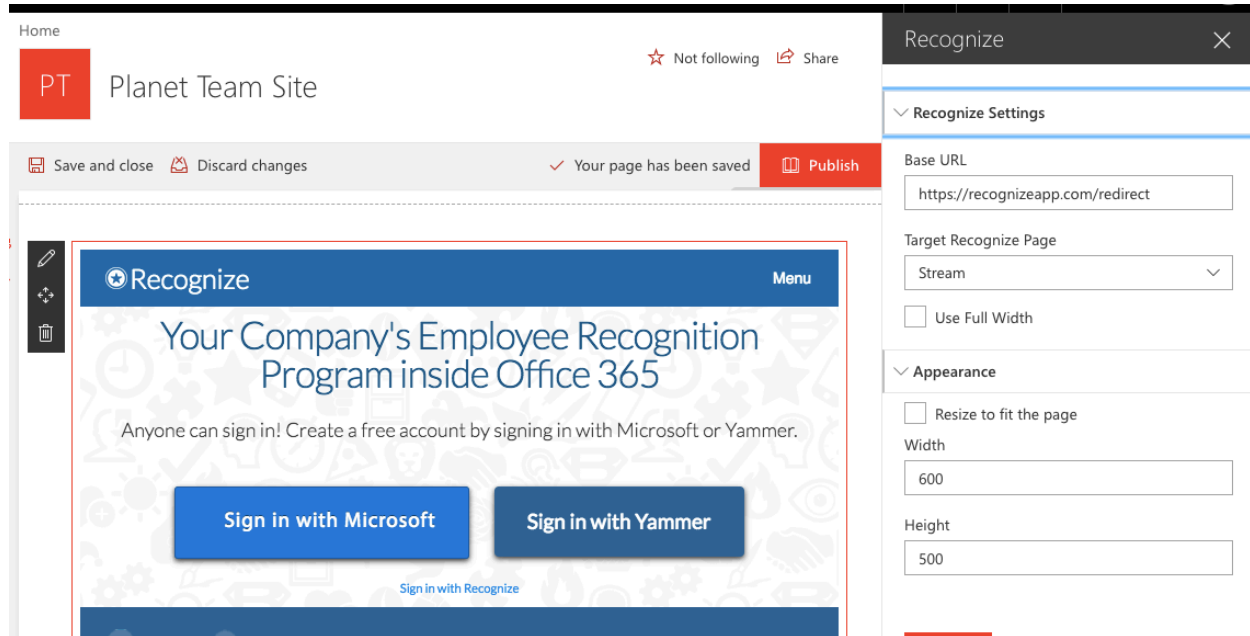 Home
PT
Planet Team Site
Not following
Share
Save and close
Discard changes
Your page has been saved
Publish
Recognize
Menu
Your Company's Employee Recognition
Program inside Office 365
Anyone can sign in! Create a free account by signing in with Microsoft or Yammer.
Sign in with Microsoft
Sign in with Yammer
Sign in with Recognize
Recognize
Recognize Settings
Base URL
https://recognizeapp.com/redirect
Target Recognize Page
Stream
Use Full Width
Appearance
Resize to fit the page
Width
600
Height
500